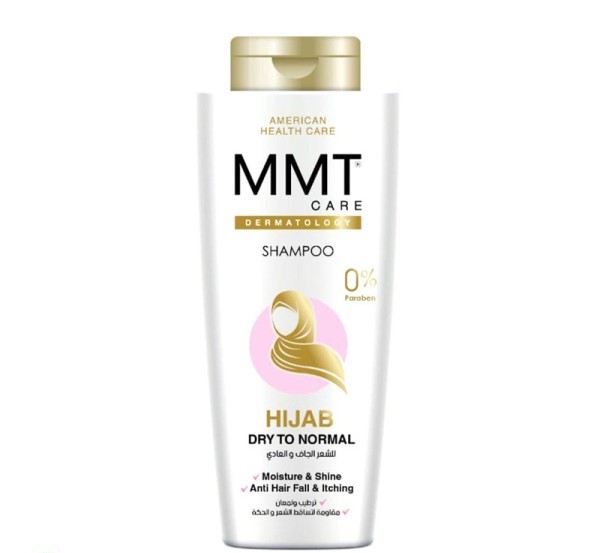 AMERICAN
HEALTH CARE
MMT
CARE
DERMATOLOGY
SHAMPOO
0%
Paraben
HIJAB
DRY TO NORMAL
للشعر الجاف و العادي
✓ Moisture & Shine
✓ Anti Hair Fall & Itching
✓ ترطيب ولمعان
✓ مقاومة لتساقط الشعر و الحكة